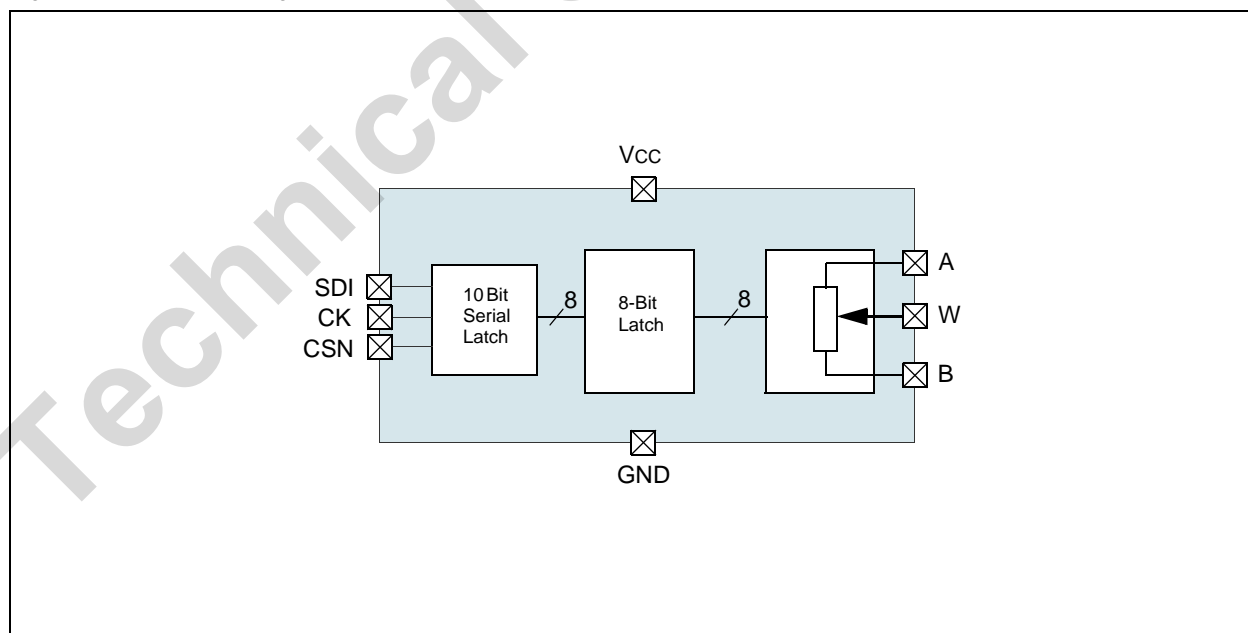 Technical
VCC
SDI
CK
CSN
10 Bit
Serial
Latch
8
8-Bit
Latch
8
A
W
B
GND